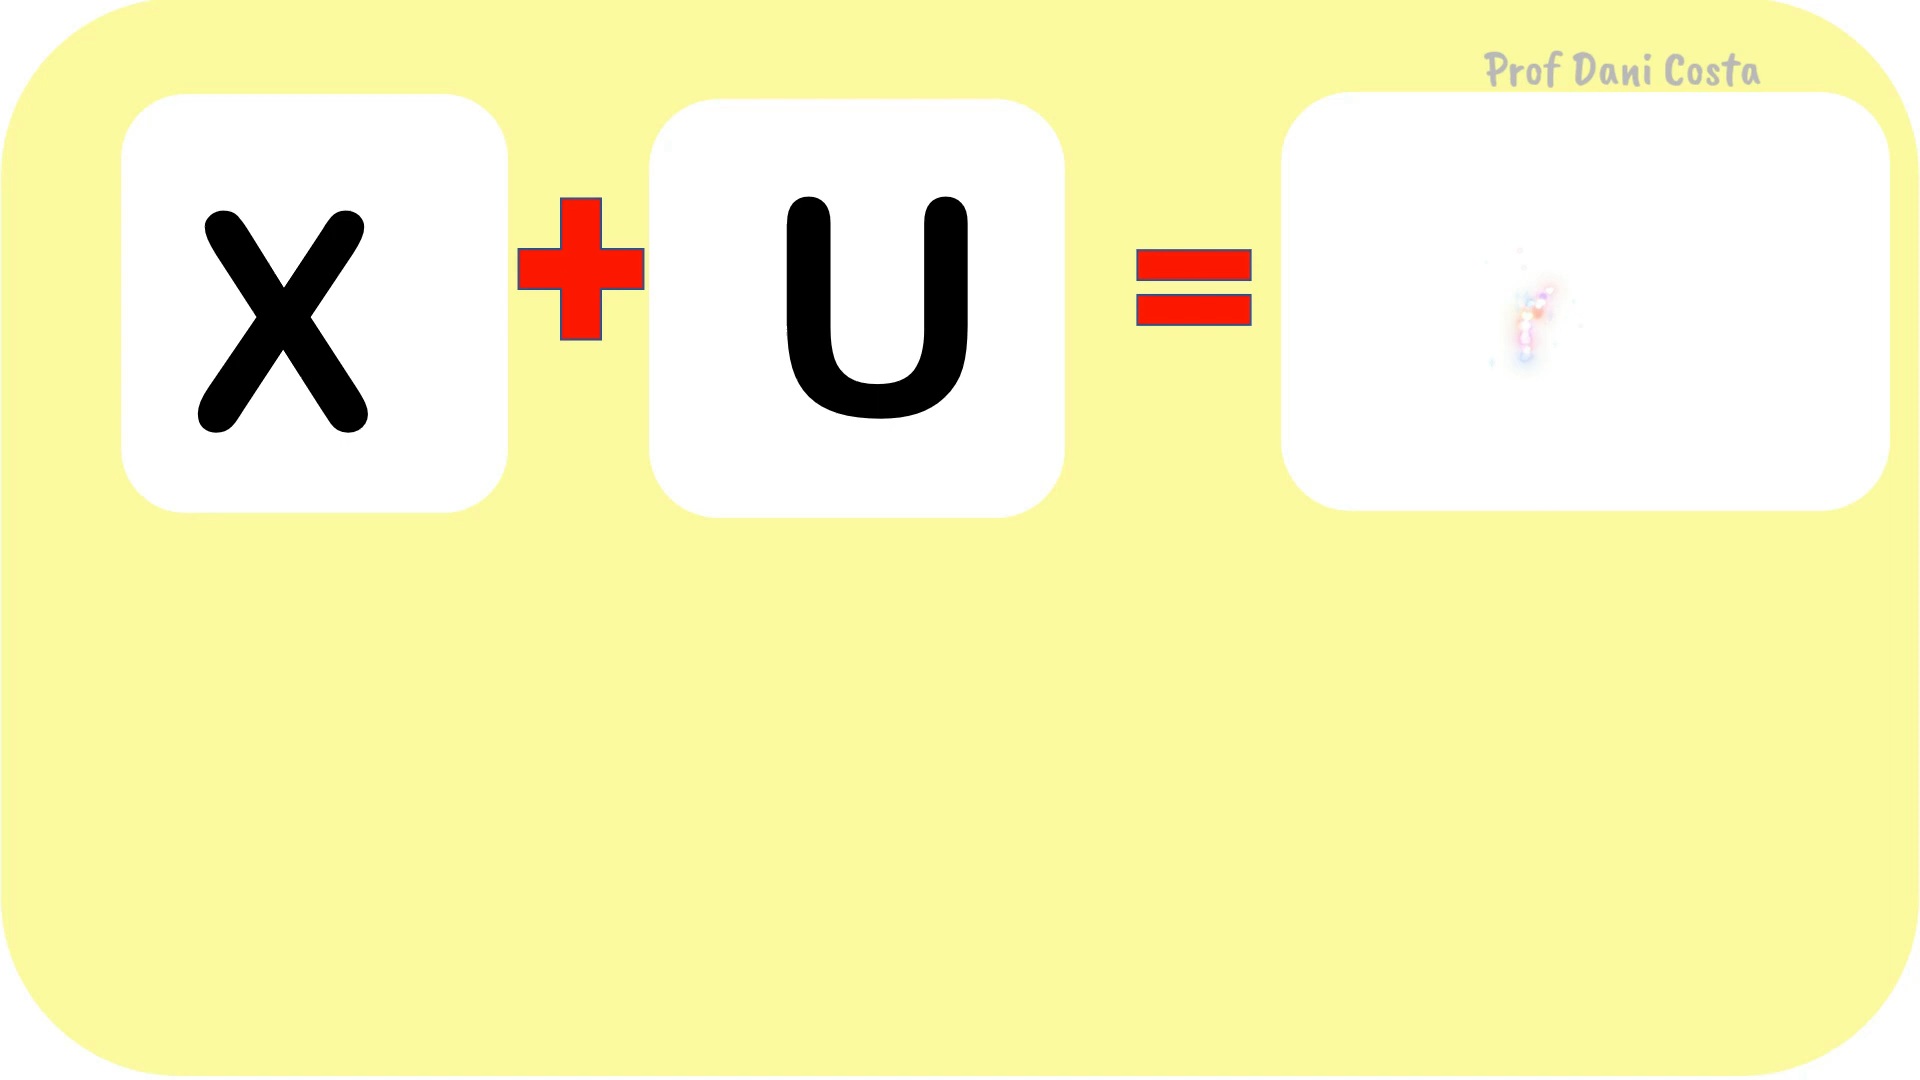 Prof Dani Costa
X + U =